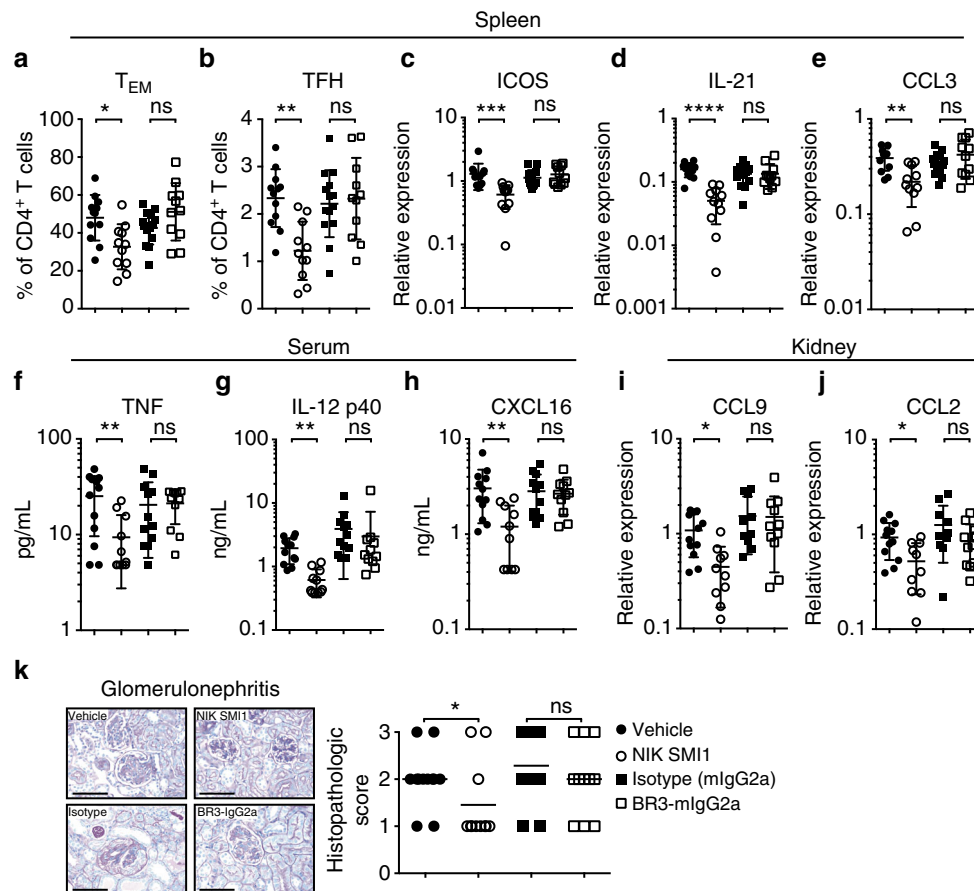 Spleen
a b c d e
T_EM TFH ICOS IL-21 CCL3
* ns ** ns *** ns **** ns ** ns
% of CD4+ T cells
100
80
60
40
20
0
% of CD4+ T cells
4
3
2
1
0
Relative expression
10
1
0.1
0.01
Relative expression
1
0.1
0.01
0.001
Relative expression
1
0.1
0.01
Serum Kidney
f g h i j
TNF IL-12 p40 CXCL16 CCL9 CCL2
** ns ** ns ** ns * ns * ns
pg/mL
100
10
1
ng/mL
100
10
1
0.1
ng/mL
10
1
0.1
Relative expression
10
1
0.1
Relative expression
10
1
0.1
k
Glomerulonephritis
Vehicle NIK SMI1
Isotype BR3-IgG2a
* ns
Histopathologic
score
3
2
1
Vehicle
NIK SMI1
Isotype (mIgG2a)
BR3-mIgG2a